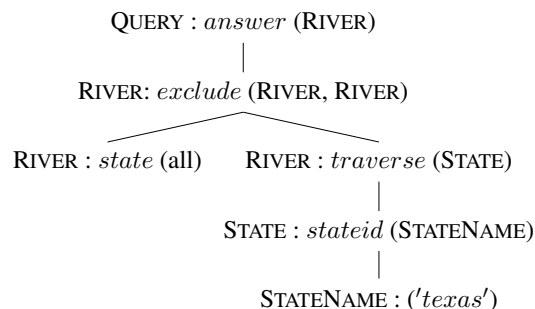 QUERY : answer (RIVER)
RIVER: exclude (RIVER, RIVER)
RIVER : state (all) RIVER : traverse (STATE)
STATE : stateid (STATENAME)
STATENAME : ('texas')